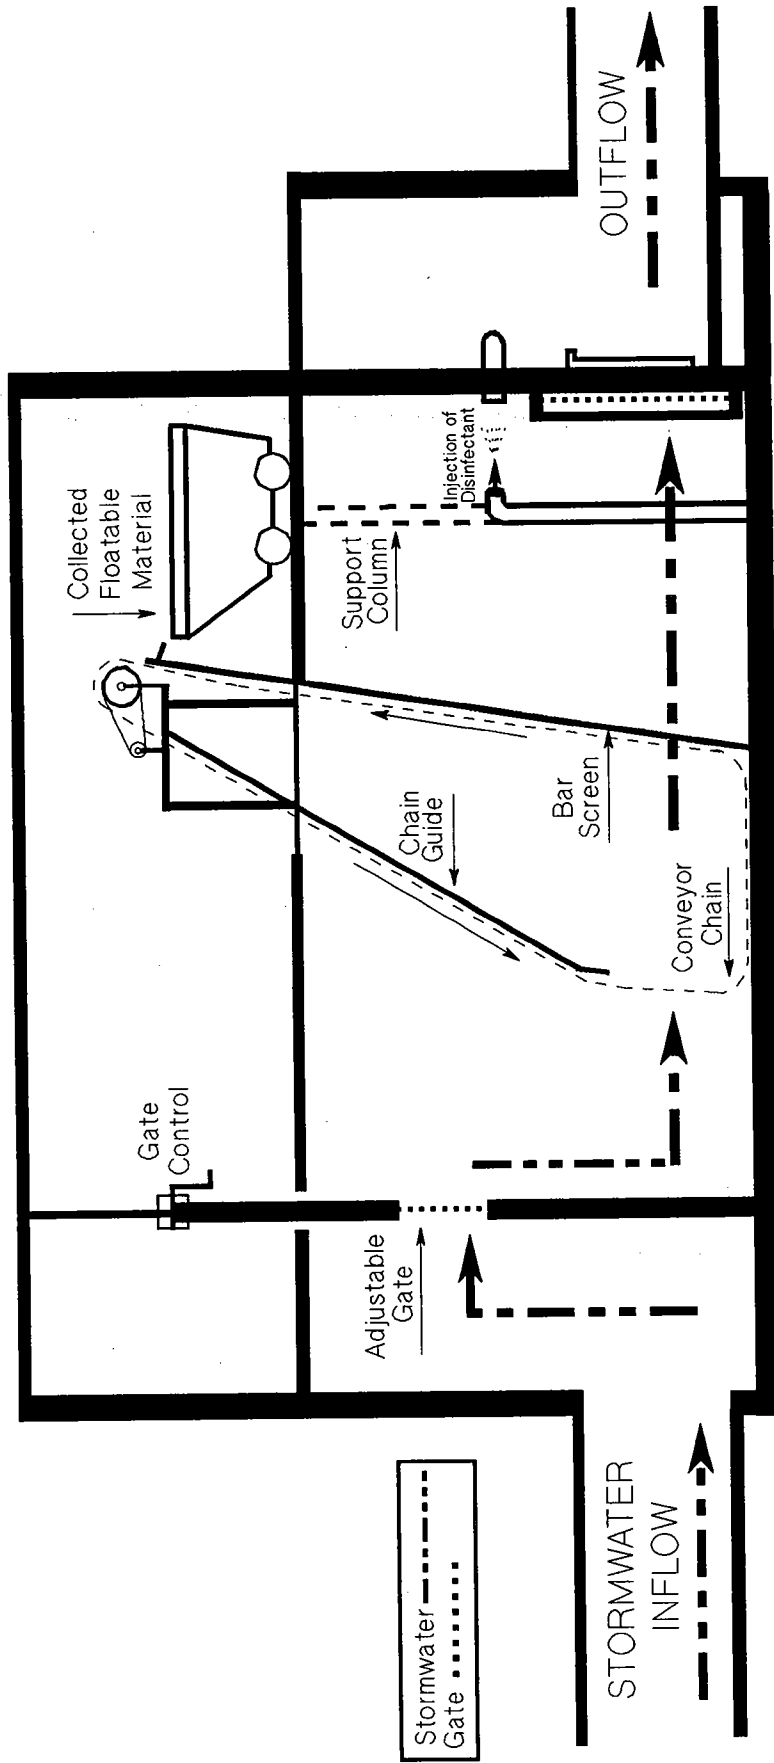 STORMWATER
INFLOW
Stormwater
Gate
Adjustable
Gate
Gate
Control
Conveyor
Chain
Chain
Guide
Bar
Screen
Support
Column
Collected
Floatable
Material
Injection of
Disinfectant
OUTFLOW